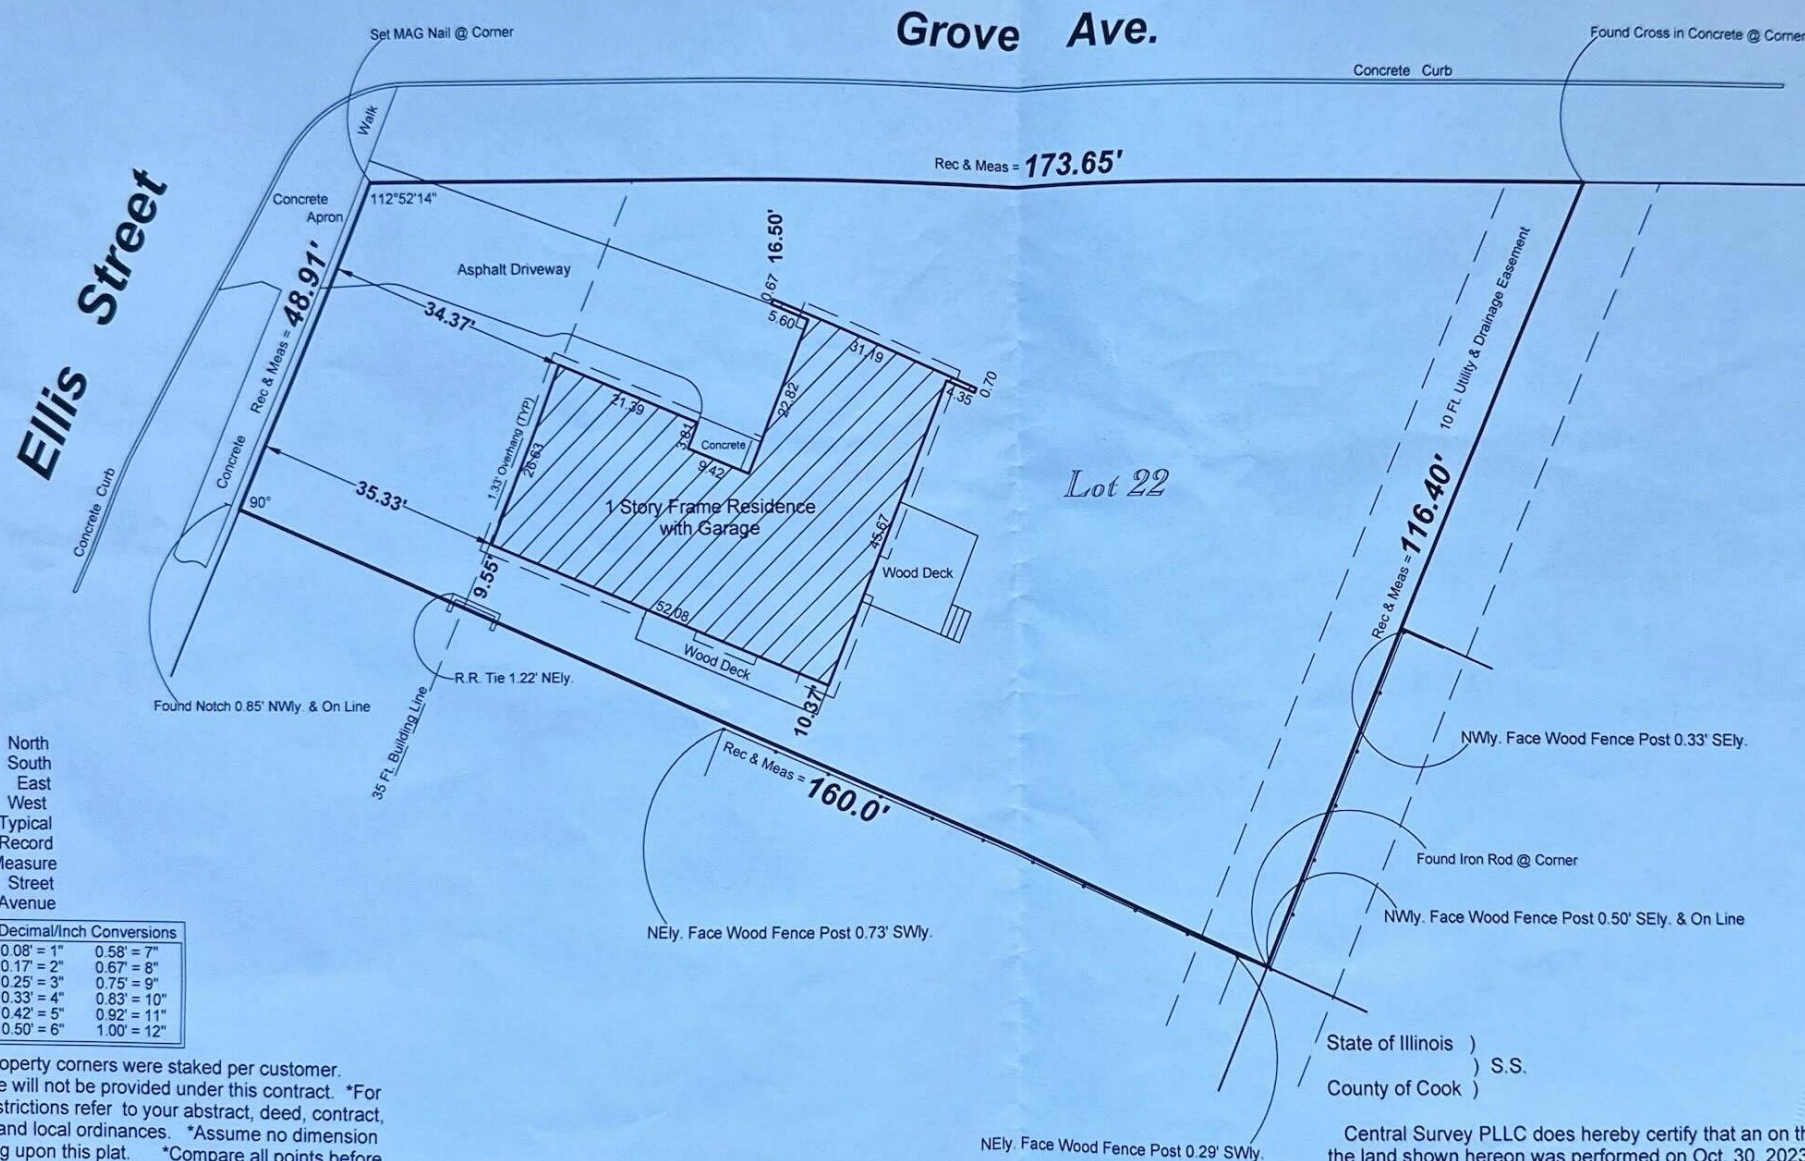 Grove Ave.
Set MAG Nail @ Corner
Found Cross in Concrete @ Corner
Concrete Curb
Walk
Rec & Meas = 173.65'
Ellis Street
Concrete
Apron
112°52'14"
16.50'
0.67
Asphalt Driveway
5.60
Rec & Meas = 48.91'
34.37'
31.19
10 Ft. Utility & Drainage Easement
0.70
4.35
22.82
21.39
3.81
Concrete
9.42
1.33' Overhang (TYP)
26.63
Concrete
Concrete Curb
90°
35.33'
Lot 22
1 Story Frame Residence
with Garage
45.67
Rec & Meas = 116.40'
Wood Deck
9.55'
52.08
Wood Deck
R.R. Tie 1.22' NEly.
10.37'
Found Notch 0.85' NWly. & On Line
35 Ft. Building Line
NWly. Face Wood Fence Post 0.33' SEly.
Rec & Meas = 160.0'
Found Iron Rod @ Corner
NWly. Face Wood Fence Post 0.50' SEly. & On Line
NEly. Face Wood Fence Post 0.73' SWly.
NEly. Face Wood Fence Post 0.29' SWly.
North
South
East
West
Typical
Record
Measure
Street
Avenue
Decimal/Inch Conversions
0.08' = 1" 0.58' = 7"
0.17' = 2" 0.67' = 8"
0.25' = 3" 0.75' = 9"
0.33' = 4" 0.83' = 10"
0.42' = 5" 0.92' = 11"
0.50' = 6" 1.00' = 12"
operty corners were staked per customer.
e will not be provided under this contract. *For
strictions refer to your abstract, deed, contract,
and local ordinances. *Assume no dimension
g upon this plat. *Compare all points before
State of Illinois )
) S.S.
County of Cook )
Central Survey PLLC does hereby certify that an on th
the land shown hereon was performed on Oct. 30, 2023